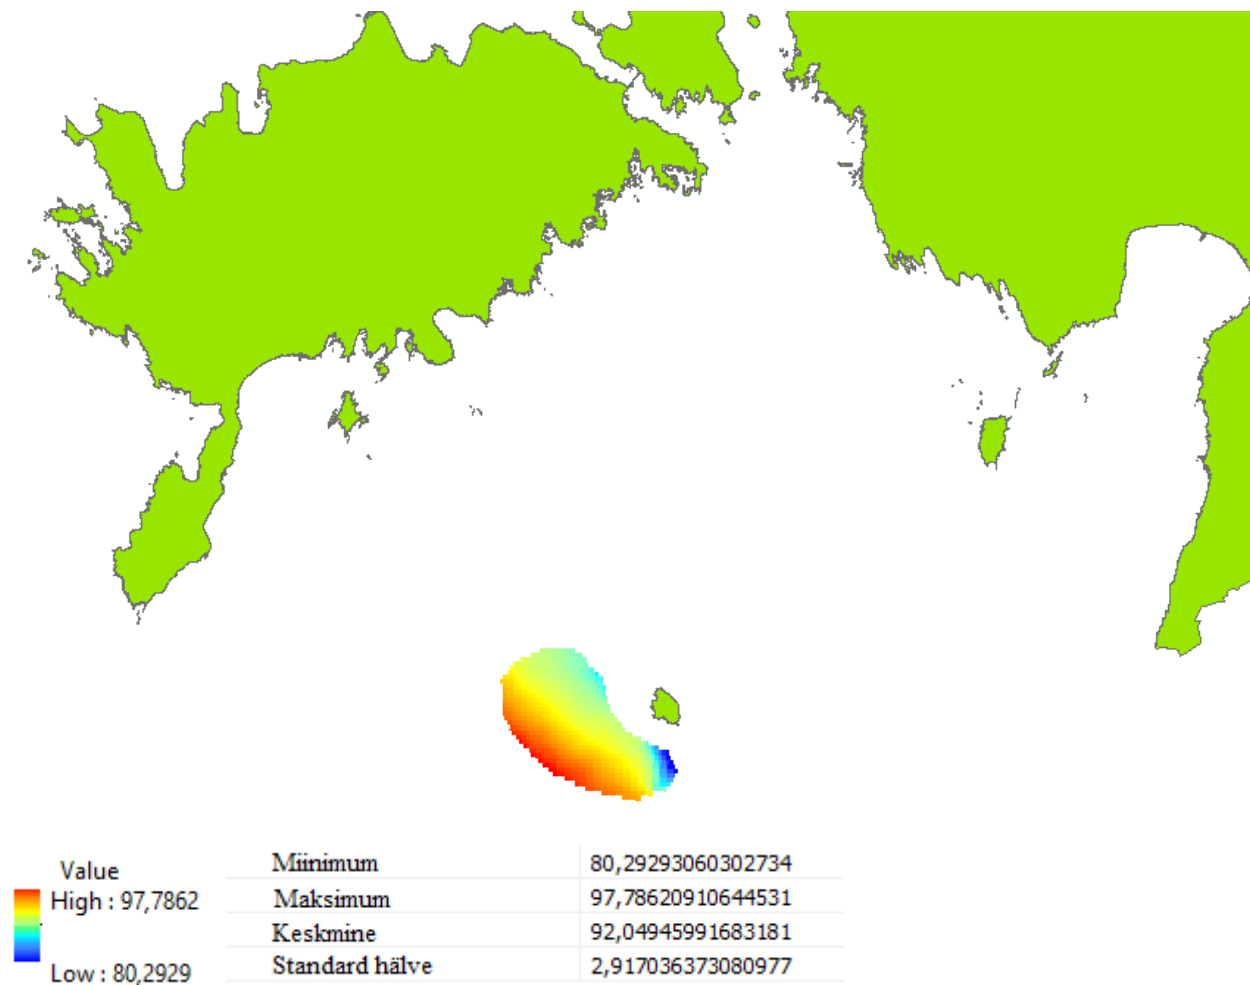 Value
High : 97,7862
Low : 80,2929
Miinimum 80,29293060302734
Maksimum 97,78620910644531
Keskmine 92,04945991683181
Standard hälve 2,917036373080977